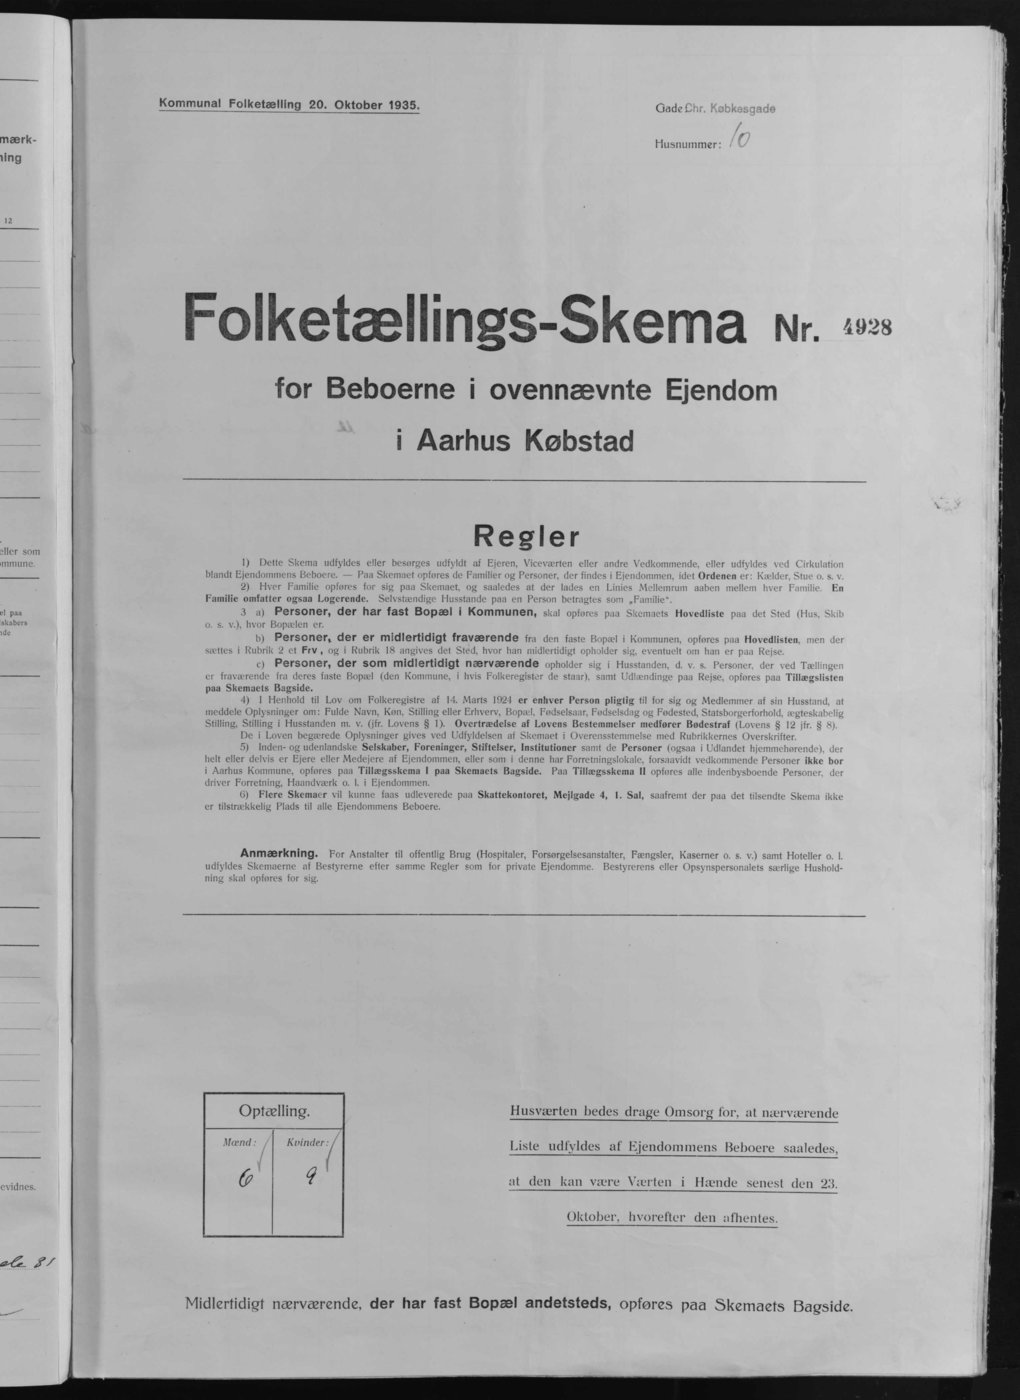 mærk-
ning
12
eller som
ommune.
el paa
lskabers
nde
evidnes.
Kommunal Folketælling 20. Oktober 1935.
Gade Chr. Købkesgade
Husnummer: 10
Folketællings-Skema Nr. 4928
for Beboerne i ovennævnte Ejendom
i Aarhus Købstad
Regler
1) Dette Skema udfyldes eller besørges udfyldt af Ejeren, Viceværten eller andre Vedkommende, eller udfyldes ved Cirkulation
blandt Ejendommens Beboere. — Paa Skemaet opføres de Familier og Personer, der findes i Ejendommen, idet Ordenen er: Kælder, Stue o. s. v.
2) Hver Familie opføres for sig paa Skemaet, og saaledes at der lades en Linies Mellemrum aaben mellem hver Familie. En
Familie omfatter ogsaa Logerende. Selvstændige Husstande paa en Person betragtes som „Familie“.
3 a) Personer, der har fast Bopæl i Kommunen, skal opføres paa Skemaets Hovedliste paa det Sted (Hus, Skib
o. s. v.), hvor Bopælen er.
b) Personer, der er midlertidigt fraværende fra den faste Bopæl i Kommunen, opføres paa Hovedlisten, men der
sættes i Rubrik 2 et Frv, og i Rubrik 18 angives det Sted, hvor han midlertidigt opholder sig, eventuelt om han er paa Rejse.
c) Personer, der som midlertidigt nærværende opholder sig i Husstanden, d. v. s. Personer, der ved Tællingen
er fraværende fra deres faste Bopæl (den Kommune, i hvis Folkeregister de staar), samt Udlændinge paa Rejse, opføres paa Tillægslisten
paa Skemaets Bagside.
4) I Henhold til Lov om Folkeregistre af 14. Marts 1924 er enhver Person pligtig til for sig og Medlemmer af sin Husstand, at
meddele Oplysninger om: Fulde Navn, Køn, Stilling eller Erhverv, Bopæl, Fødselsaar, Fødselsdag og Fødested, Statsborgerforhold, ægteskabelig
Stilling, Stilling i Husstanden m. v. (jfr. Lovens § 1). Overtrædelse af Lovens Bestemmelser medfører Bødestraf (Lovens § 12 jfr. § 8).
De i Loven begærede Oplysninger gives ved Udfyldelsen af Skemaet i Overensstemmelse med Rubrikkernes Overskrifter.
5) Inden- og udenlandske Selskaber, Foreninger, Stiftelser, Institutioner samt de Personer (ogsaa i Udlandet hjemmehørende), der
helt eller delvis er Ejere eller Medejere af Ejendommen, eller som i denne har Forretningslokale, forsaavidt vedkommende Personer ikke bor
i Aarhus Kommune, opføres paa Tillægsskema I paa Skemaets Bagside. Paa Tillægsskema II opføres alle indenbysboende Personer, der
driver Forretning, Haandværk o. l. i Ejendommen.
6) Flere Skemaer vil kunne faas udleverede paa Skattekontoret, Mejlgade 4, 1. Sal, saafremt der paa det tilsendte Skema ikke
er tilstrækkelig Plads til alle Ejendommens Beboere.
Anmærkning. For Anstalter til offentlig Brug (Hospitaler, Forsørgelsesanstalter, Fængsler, Kaserner o. s. v.) samt Hoteller o. l.
udfyldes Skemaerne af Bestyrerne efter samme Regler som for private Ejendomme. Bestyrerens eller Opsynspersonalets særlige Hushold-
ning skal opføres for sig.
Optælling.
Mænd: Kvinder:
6 9
Husværten bedes drage Omsorg for, at nærværende
Liste udfyldes af Ejendommens Beboere saaledes,
at den kan være Værten i Hænde senest den 23.
Oktober, hvorefter den afhentes.
Midlertidigt nærværende, der har fast Bopæl andetsteds, opføres paa Skemaets Bagside.